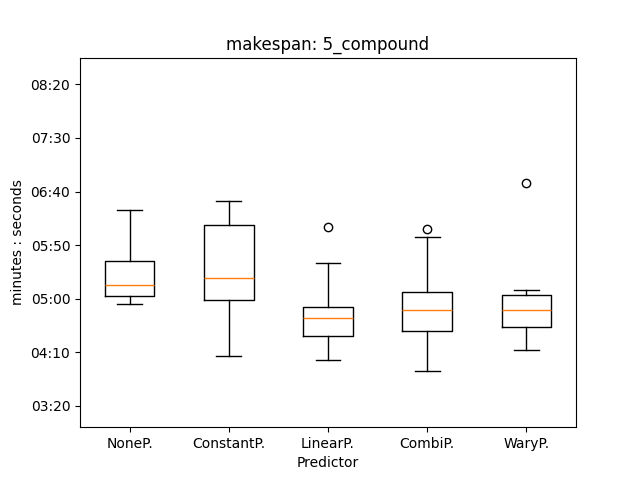 makespan: 5_compound
08:20
07:30
06:40
05:50
05:00
04:10
03:20
minutes : seconds
NoneP. ConstantP. LinearP. CombiP. WaryP.
Predictor